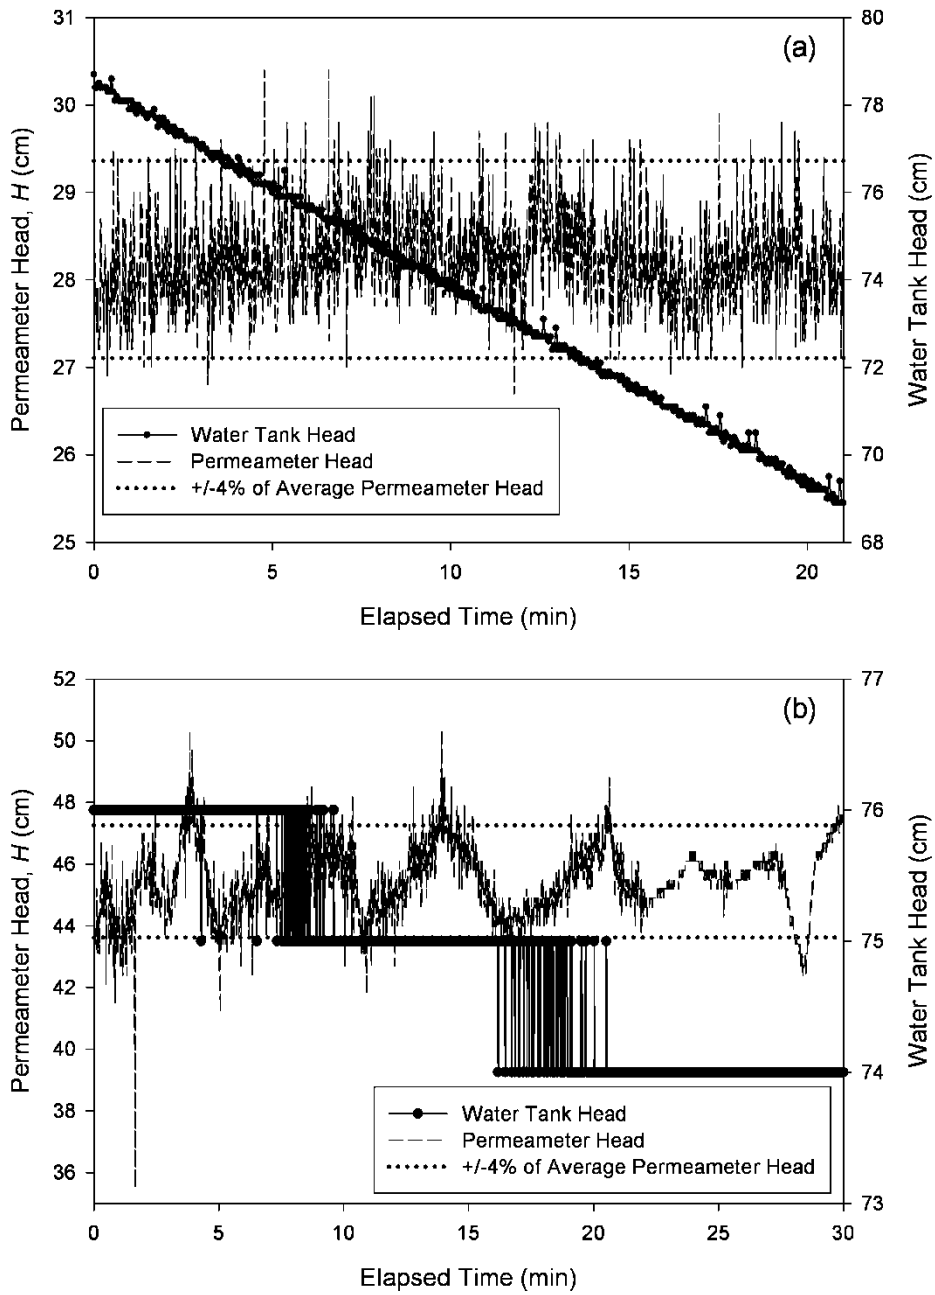 (a)
31
30
29
28
27
26
25
Permeameter Head, H (cm)
80
78
76
74
72
70
68
Water Tank Head (cm)
Water Tank Head
Permeameter Head
+/-4% of Average Permeameter Head
0 5 10 15 20
Elapsed Time (min)
(b)
52
50
48
46
44
42
40
38
36
Permeameter Head, H (cm)
77
76
75
74
73
Water Tank Head (cm)
Water Tank Head
Permeameter Head
+/-4% of Average Permeameter Head
0 5 10 15 20 25 30
Elapsed Time (min)